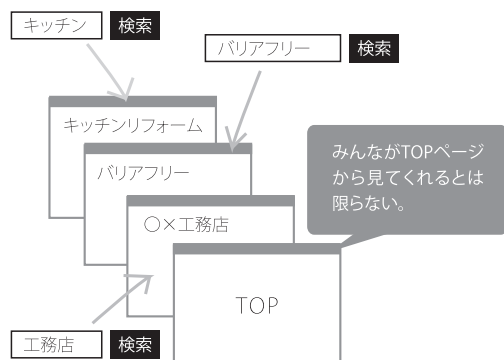 キッチン 検索
バリアフリー 検索
キッチンリフォーム
バリアフリー
みんながTOPページ
から見てくれるとは
限らない。
〇×工務店
TOP
工務店 検索